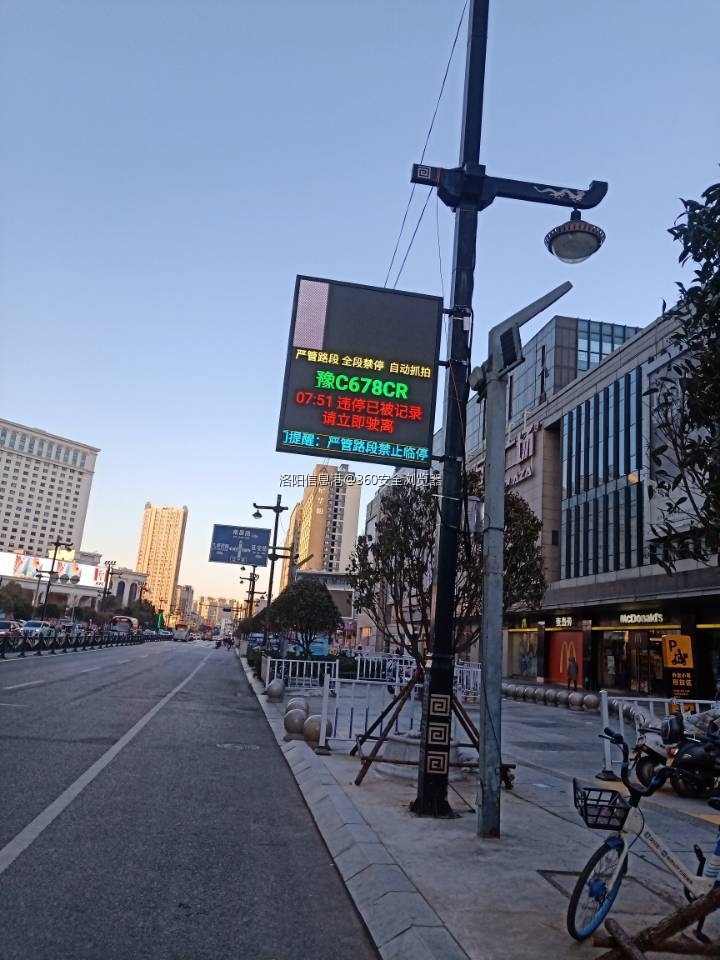 严管路段 全段禁停 自动抓拍
豫C678CR
07:51 违停已被记录
请立即驶离
提醒：严管路段禁止临停
洛阳信息港@360安全浏览器
McDonald's
P